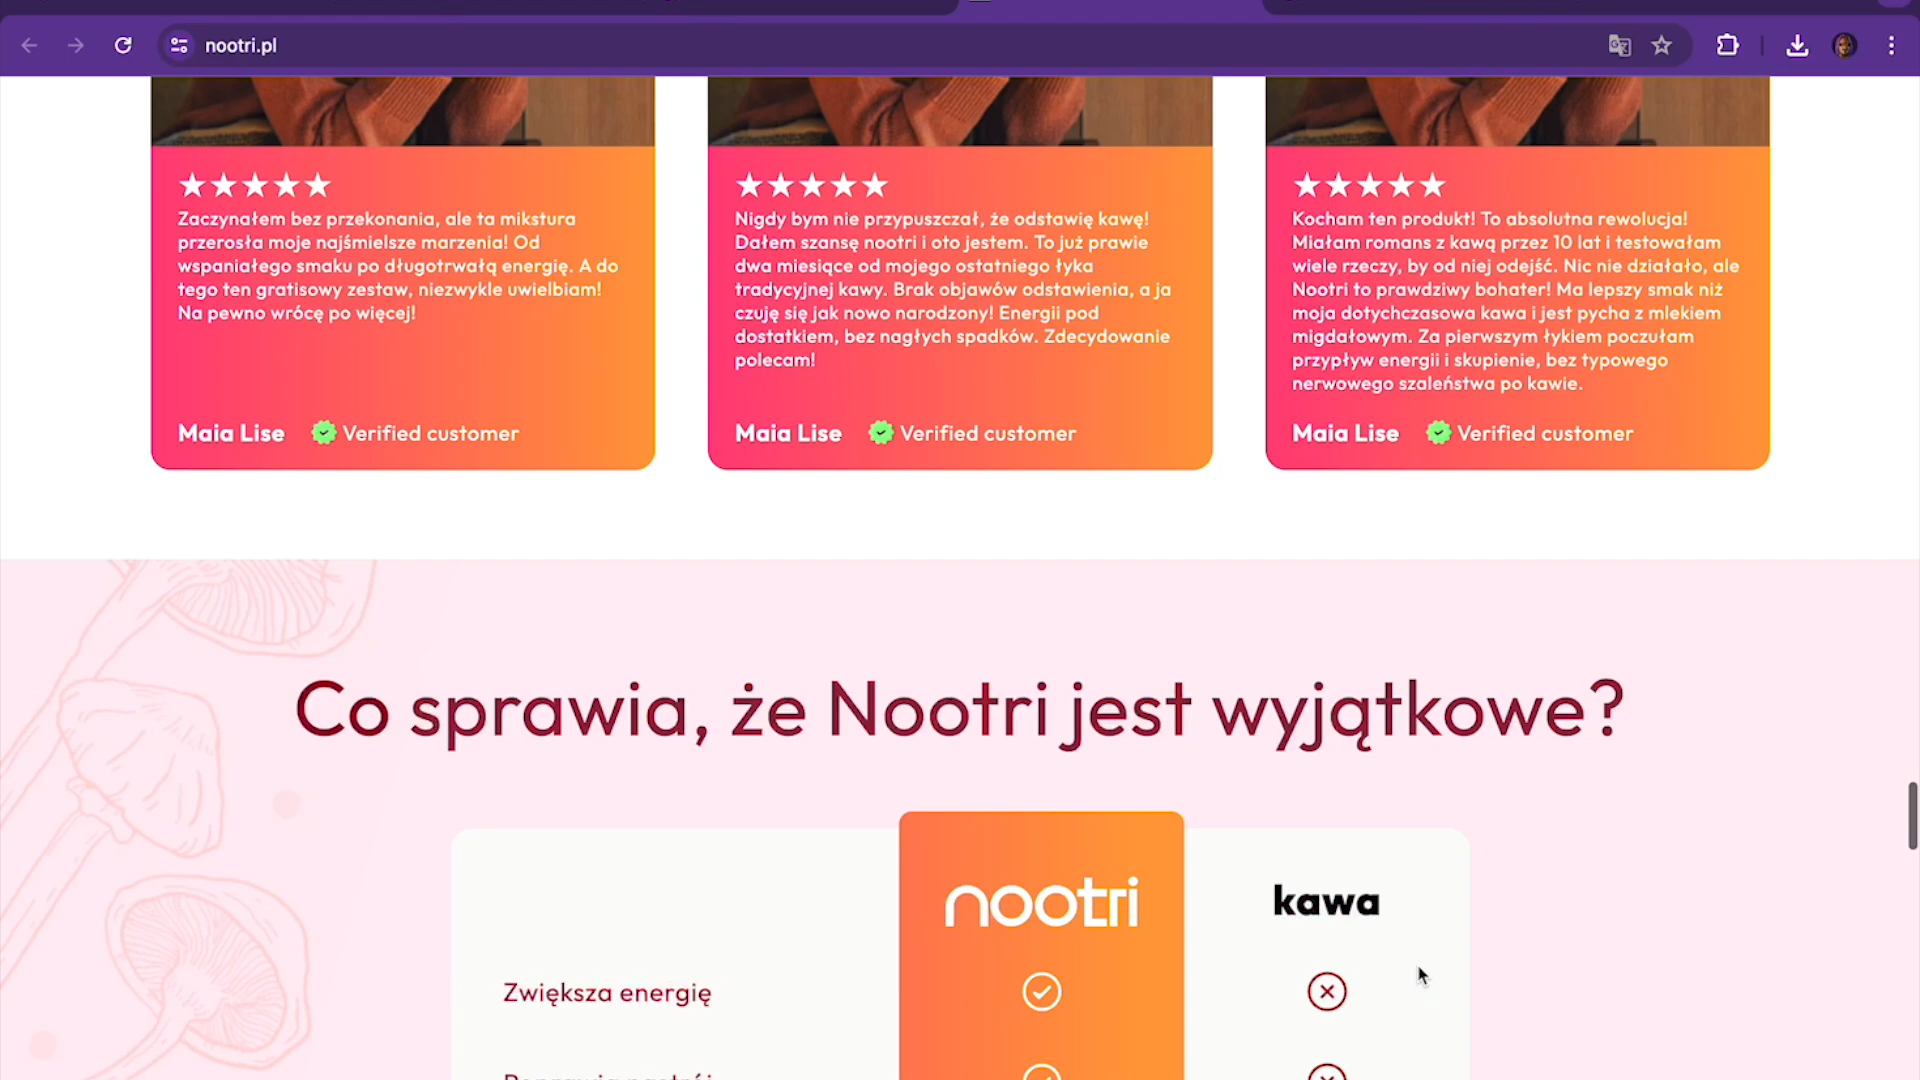 nootri.pl
Zaczynałem bez przekonania, ale ta mikstura
przerosła moje najśmielsze marzenia! Od
wspaniałego smaku po długotrwałą energię. A do
tego ten gratisowy zestaw, niezwykle uwielbiam!
Na pewno wrócę po więcej!
Maia Lise Verified customer
Nigdy bym nie przypuszczał, że odstawię kawę!
Dałem szansę nootri i oto jestem. To już prawie
dwa miesiące od mojego ostatniego łyka
tradycyjnej kawy. Brak objawów odstawienia, a ja
czuję się jak nowo narodzony! Energii pod
dostatkiem, bez nagłych spadków. Zdecydowanie
polecam!
Maia Lise Verified customer
Kocham ten produkt! To absolutna rewolucja!
Miałam romans z kawą przez 10 lat i testowałam
wiele rzeczy, by od niej odejść. Nic nie działało, ale
Nootri to prawdziwy bohater! Ma lepszy smak niż
moja dotychczasowa kawa i jest pycha z mlekiem
migdałowym. Za pierwszym łykiem poczułam
przypływ energii i skupienie, bez typowego
nerwowego szaleństwa po kawie.
Maia Lise Verified customer
Co sprawia, że Nootri jest wyjątkowe?
nootri kawa
Zwiększa energię